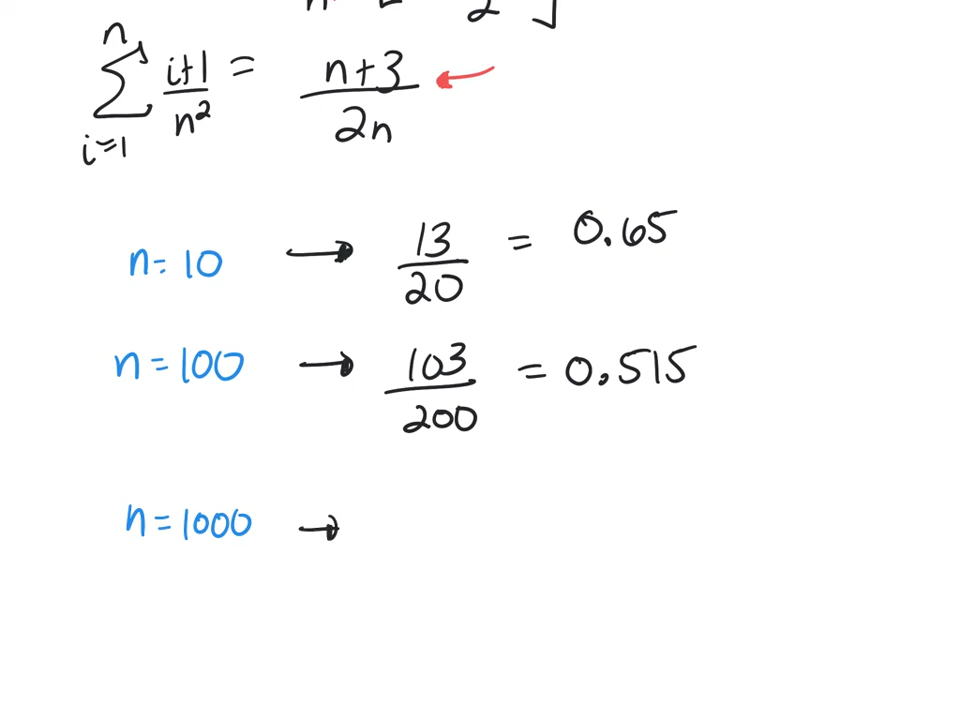 n
∑ i+1/n² = n+3/2n
i=1
n=10 → 13/20 = 0.65
n=100 → 103/200 = 0.515
n=1000 →